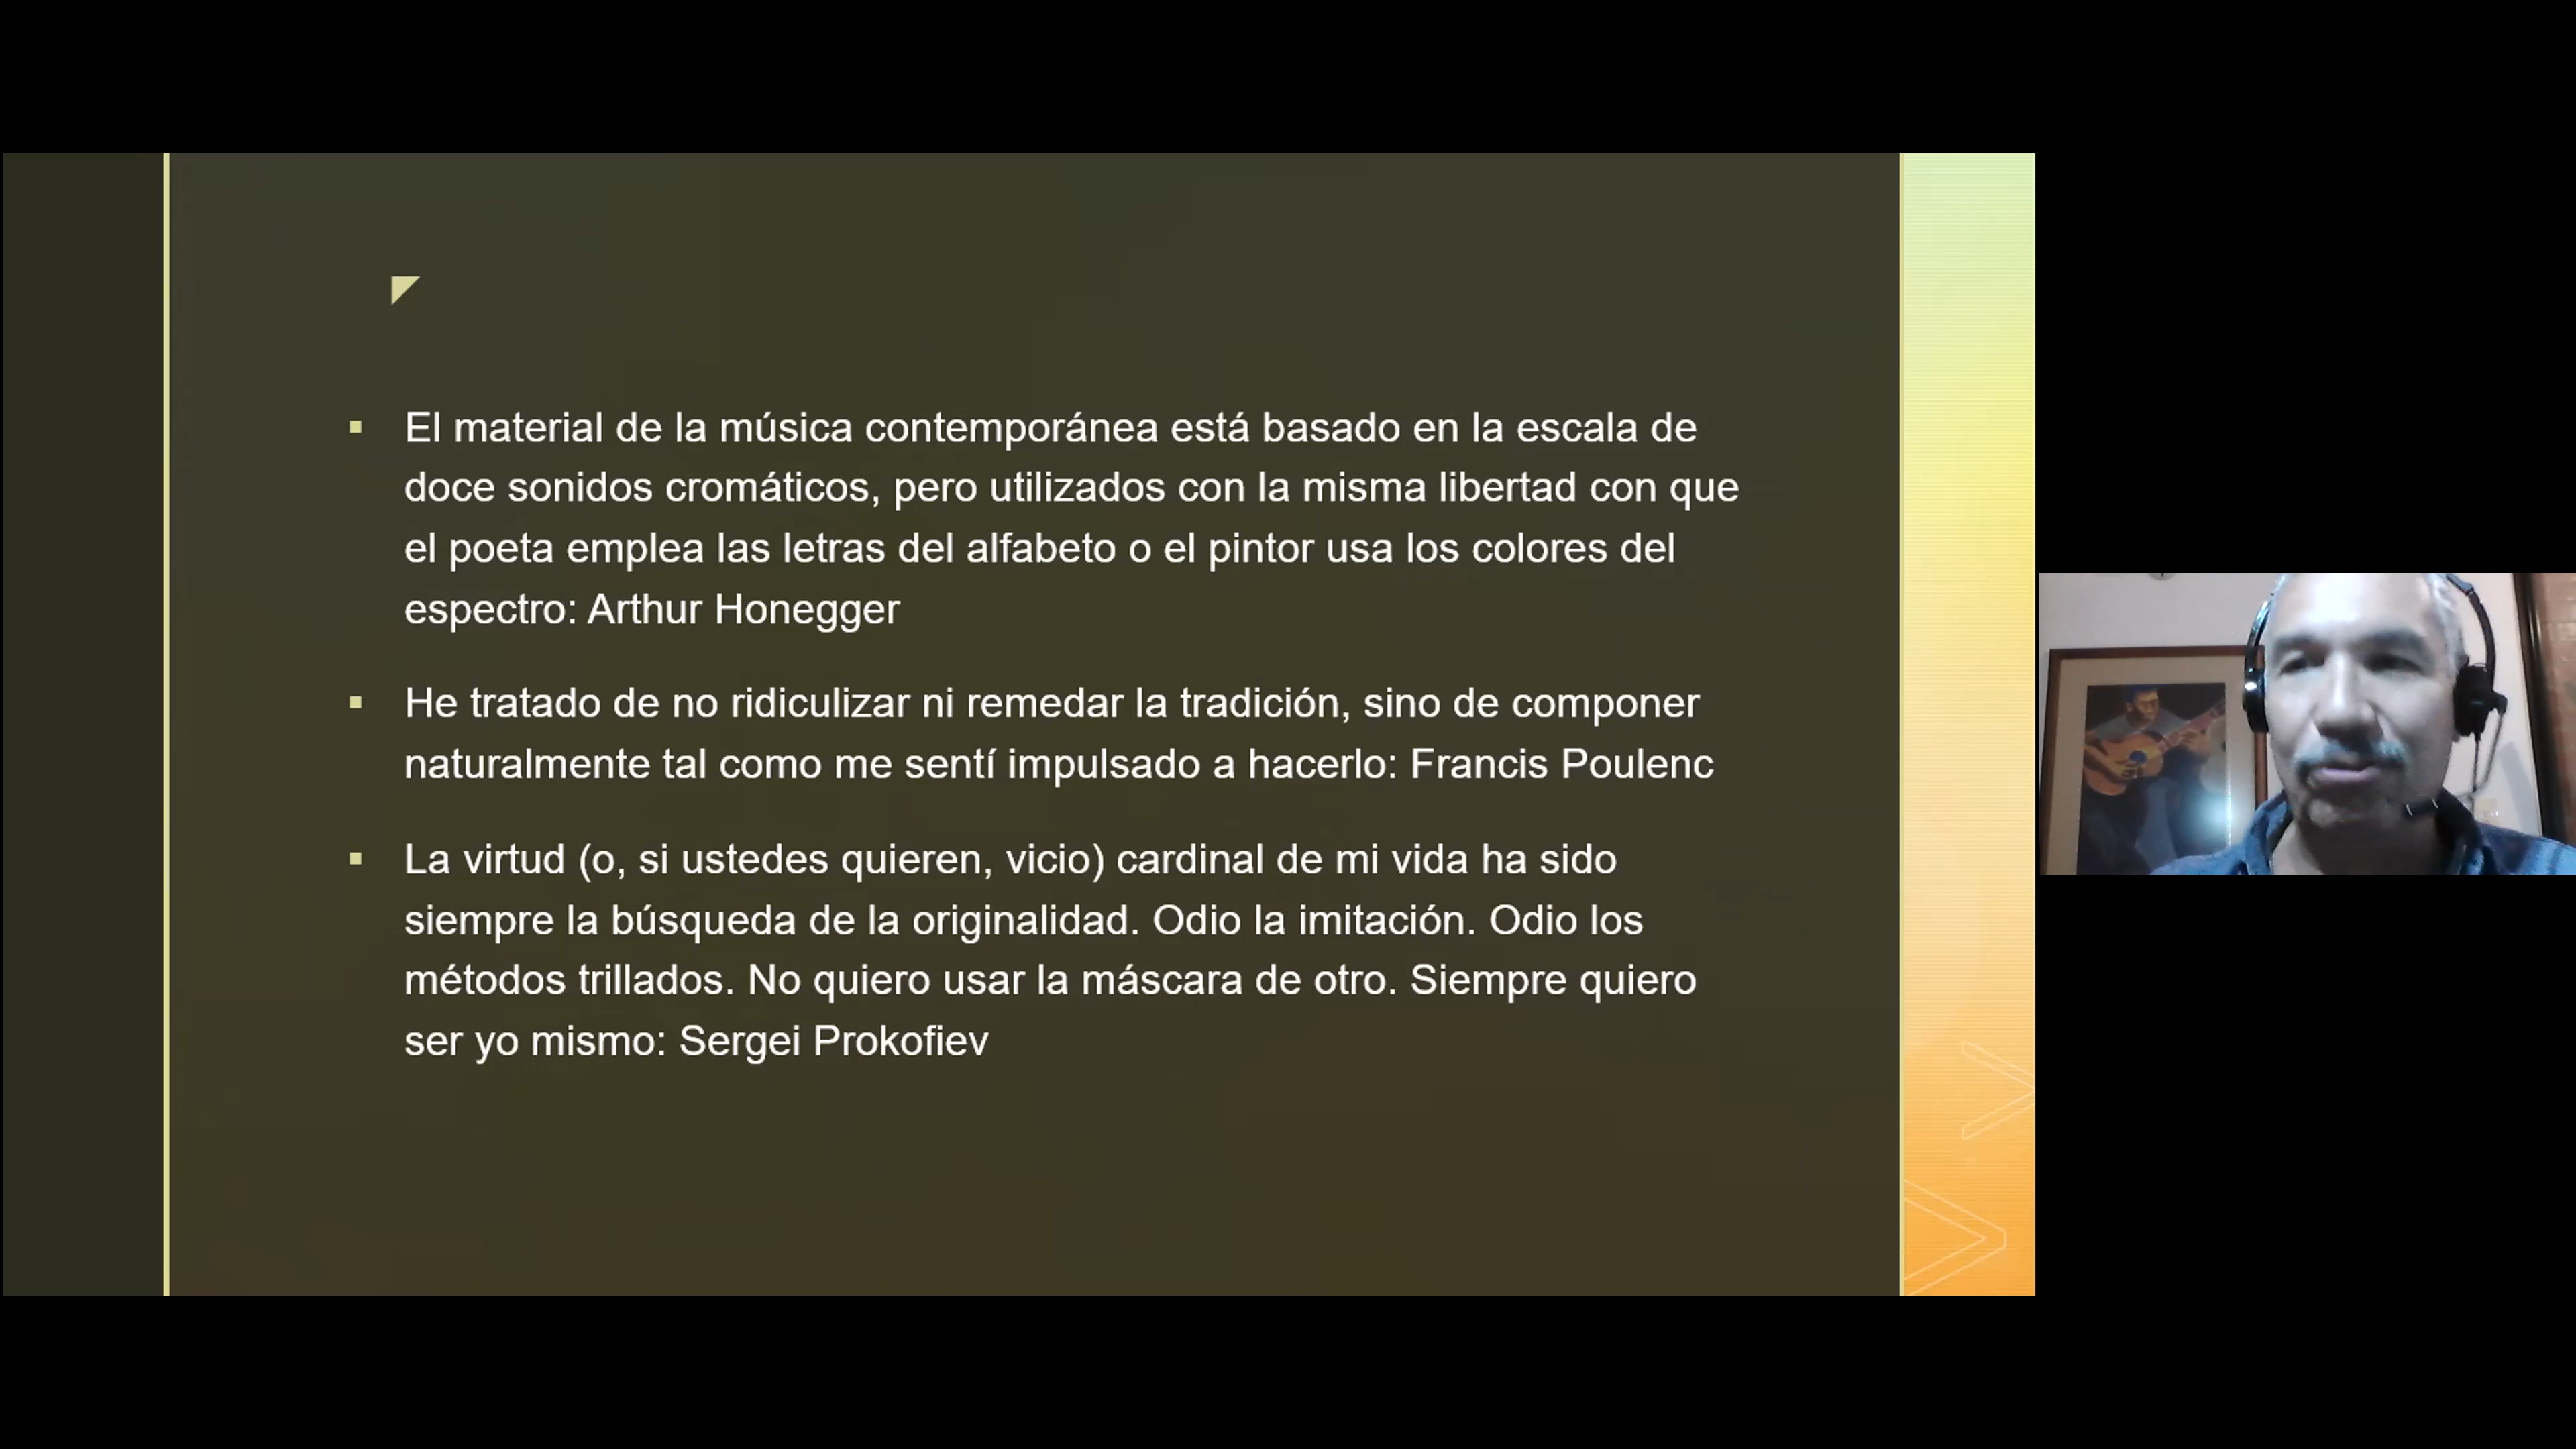 El material de la música contemporánea está basado en la escala de
doce sonidos cromáticos, pero utilizados con la misma libertad con que
el poeta emplea las letras del alfabeto o el pintor usa los colores del
espectro: Arthur Honegger
He tratado de no ridiculizar ni remedar la tradición, sino de componer
naturalmente tal como me sentí impulsado a hacerlo: Francis Poulenc
La virtud (o, si ustedes quieren, vicio) cardinal de mi vida ha sido
siempre la búsqueda de la originalidad. Odio la imitación. Odio los
métodos trillados. No quiero usar la máscara de otro. Siempre quiero
ser yo mismo: Sergei Prokofiev